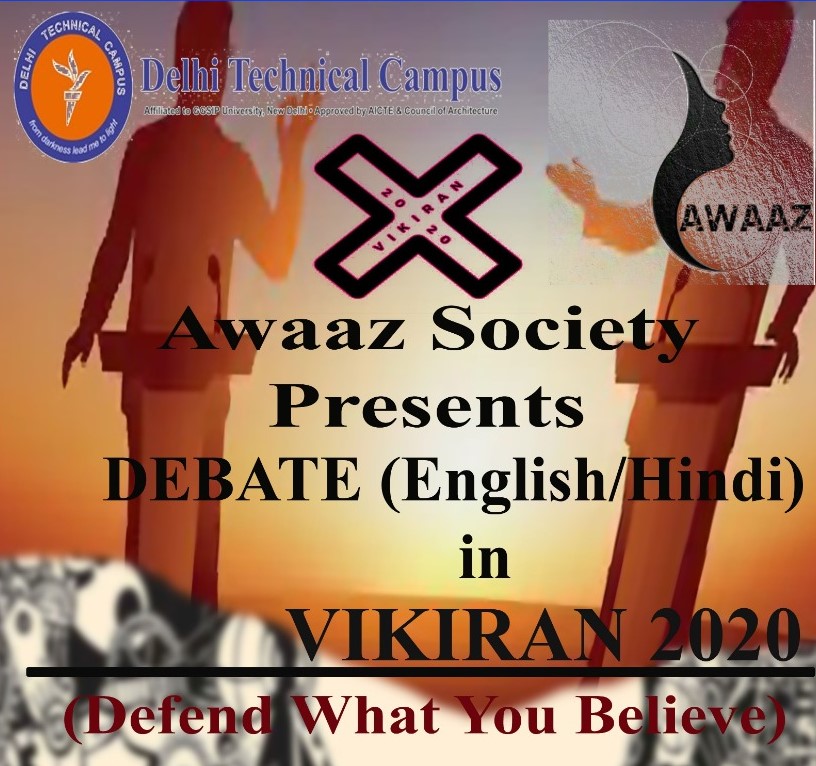 DELHI TECHNICAL CAMPUS
from darkness lead me to light
Delhi Technical Campus
Affiliated to GGSIP University, New Delhi • Approved by AICTE & Council of Architecture
20 VIKIRAN 20
AWAAZ
Awaaz Society
Presents
DEBATE (English/Hindi)
in
VIKIRAN 2020
(Defend What You Believe)